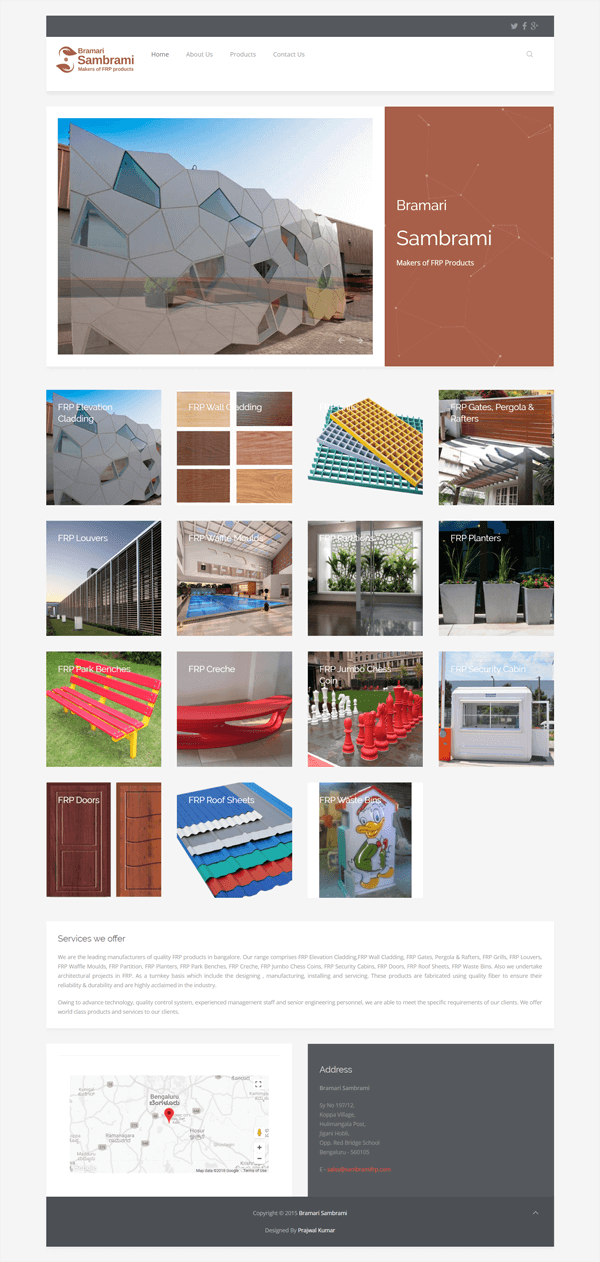 Bramari
Sambrami
Makers of FRP products
Home About Us Products Contact Us
Bramari
Sambrami
Makers of FRP Products
FRP Elevation
Cladding
FRP Wall Cladding
FRP Gates, Pergola &
Rafters
FRP Louvers
FRP Waffle Moulds
FRP Partitions
FRP Planters
FRP Park Benches
FRP Creche
FRP Jumbo Chess
Coin
FRP Security Cabin
FRP Doors
FRP Roof Sheets
FRP Waste Bins
Services we offer
We are the leading manufacturers of quality FRP products in bangalore. Our range comprises FRP Elevation Cladding,FRP Wall Cladding, FRP Gates, Pergola & Rafters, FRP Grills, FRP Louvers,
FRP Waffle Moulds, FRP Partition, FRP Planters, FRP Park Benches, FRP Creche, FRP Jumbo Chess Coins, FRP Security Cabins, FRP Doors, FRP Roof Sheets, FRP Waste Bins. Also we undertake
architectural projects in FRP. As a turnkey basis which include the designing , manufacturing, installing and servicing. These products are fabricated using quality fiber to ensure their
reliability & durability and are highly acclaimed in the industry.
Owing to advance technology, quality control system, experienced management staff and senior engineering personnel, we are able to meet the specific requirements of our clients. We offer
world class products and services to our clients.
Bengaluru
ಬೆಂಗಳೂರು
Ramanagara
Hosur
Map data ©2015 Google Terms of Use
Address
Bramari Sambrami
Sy No 197/12,
Koppa Village,
Hulimangala Post,
Jigani Hobli,
Opp. Red Bridge School
Bengaluru - 560105
E -
Copyright © 2015 Bramari Sambrami
Designed By Prajwal Kumar